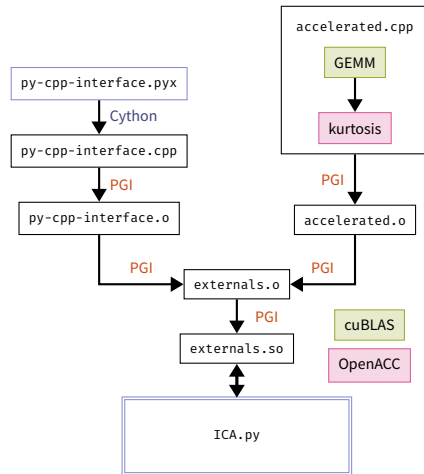 accelerated.cpp
GEMM
kurtosis
py-cpp-interface.pyx
Cython
py-cpp-interface.cpp
PGI
py-cpp-interface.o
PGI
accelerated.o
PGI
PGI
externals.o
PGI
externals.so
cuBLAS
OpenACC
ICA.py